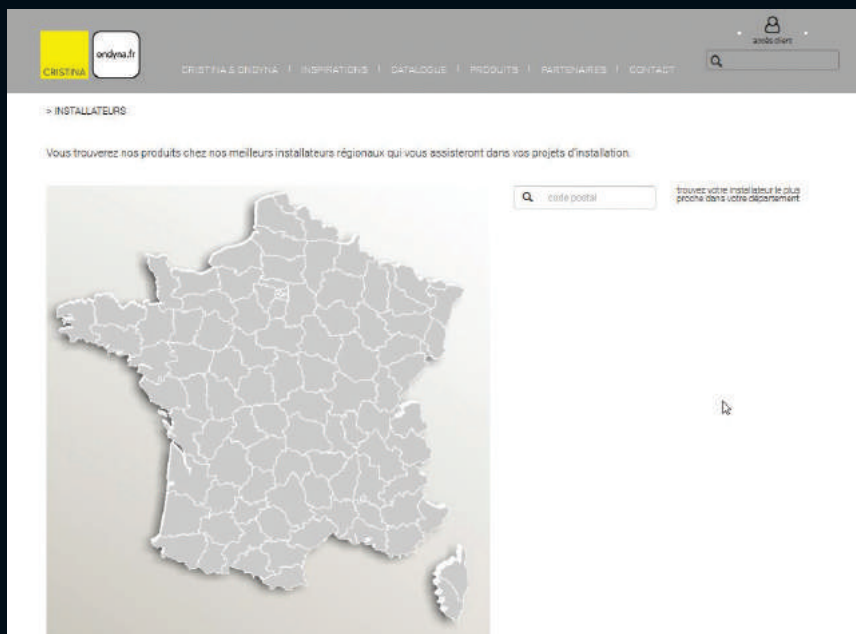 CRISTINA
ondyna.fr
accès client
CRISTINA & ONDYNA | INSPIRATIONS | CATALOGUE | PRODUITS | PARTENAIRES | CONTACT
> INSTALLATEURS
Vous trouverez nos produits chez nos meilleurs installateurs régionaux qui vous assisteront dans vos projets d'installation.
code postal
trouvez votre installateur le plus
proche dans votre département